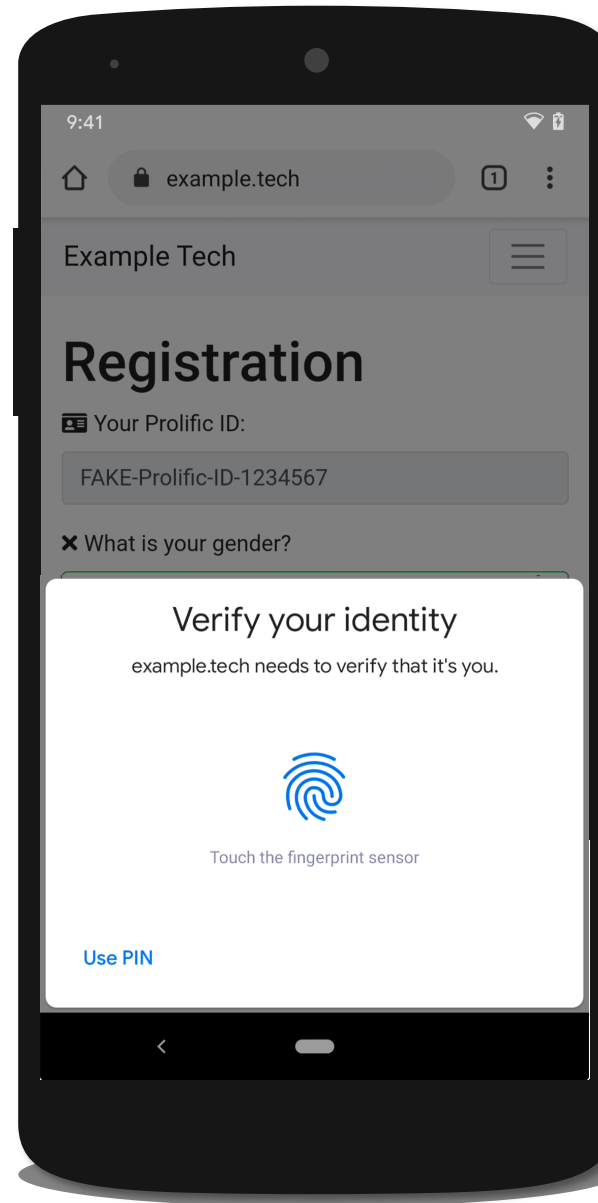 9:41
example.tech
1
Example Tech
Registration
Your Prolific ID:
FAKE-Prolific-ID-1234567
What is your gender?
Verify your identity
example.tech needs to verify that it's you.
Touch the fingerprint sensor
Use PIN